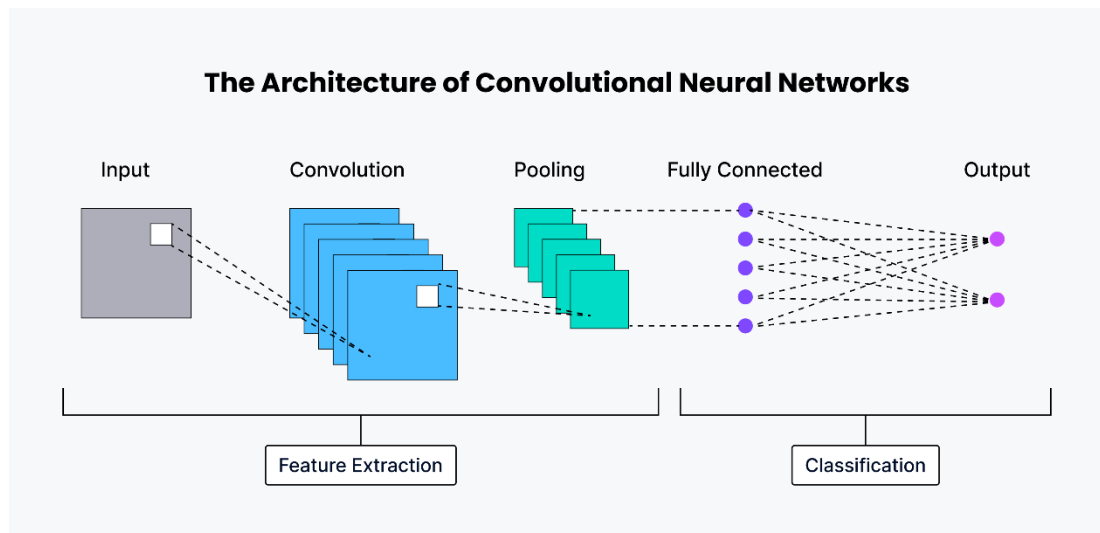 The Architecture of Convolutional Neural Networks
Input
Convolution
Pooling
Fully Connected
Output
Feature Extraction
Classification